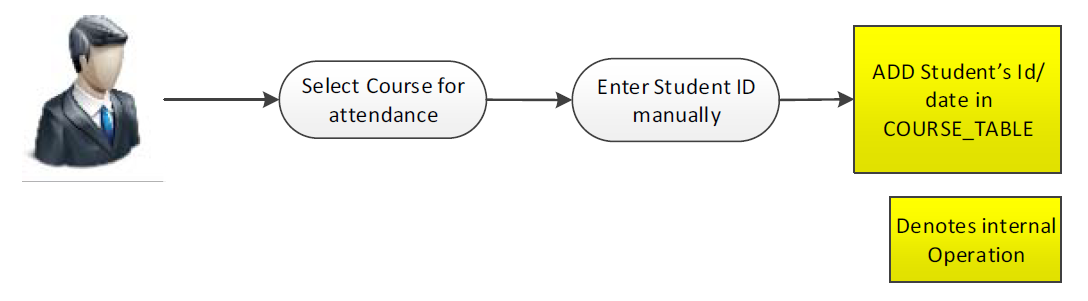 Select Course for
attendance
Enter Student ID
manually
ADD Student’s Id/
date in
COURSE_TABLE
Denotes internal
Operation